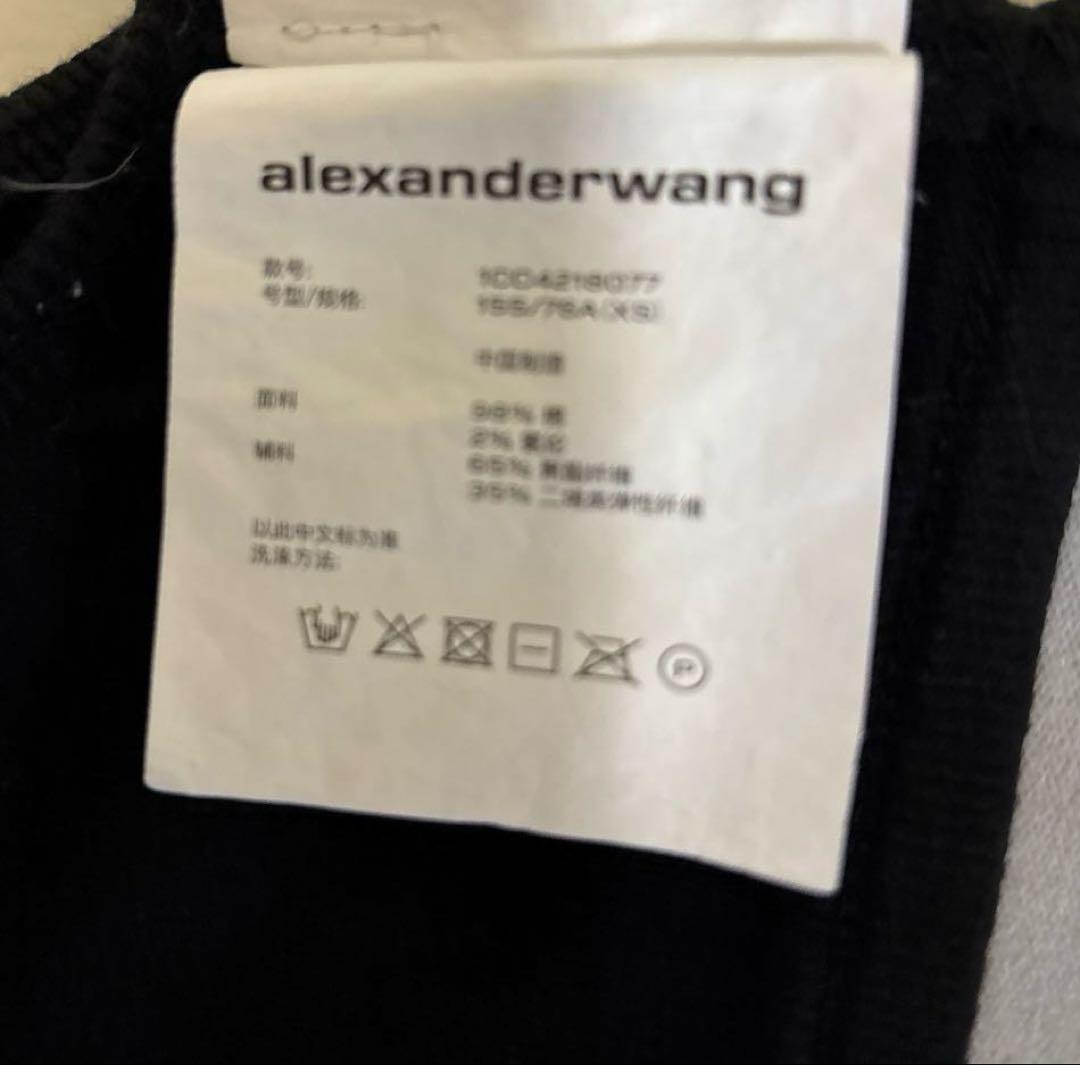 alexanderwang
款号: 1CC4218077
号型/规格: 155/76A(XS)
中国制造
面料 98% 棉
2% 氨纶
辅料 65% 聚酯纤维
35% 二烯类弹性纤维
以此中文标为准
洗涤方法:
P